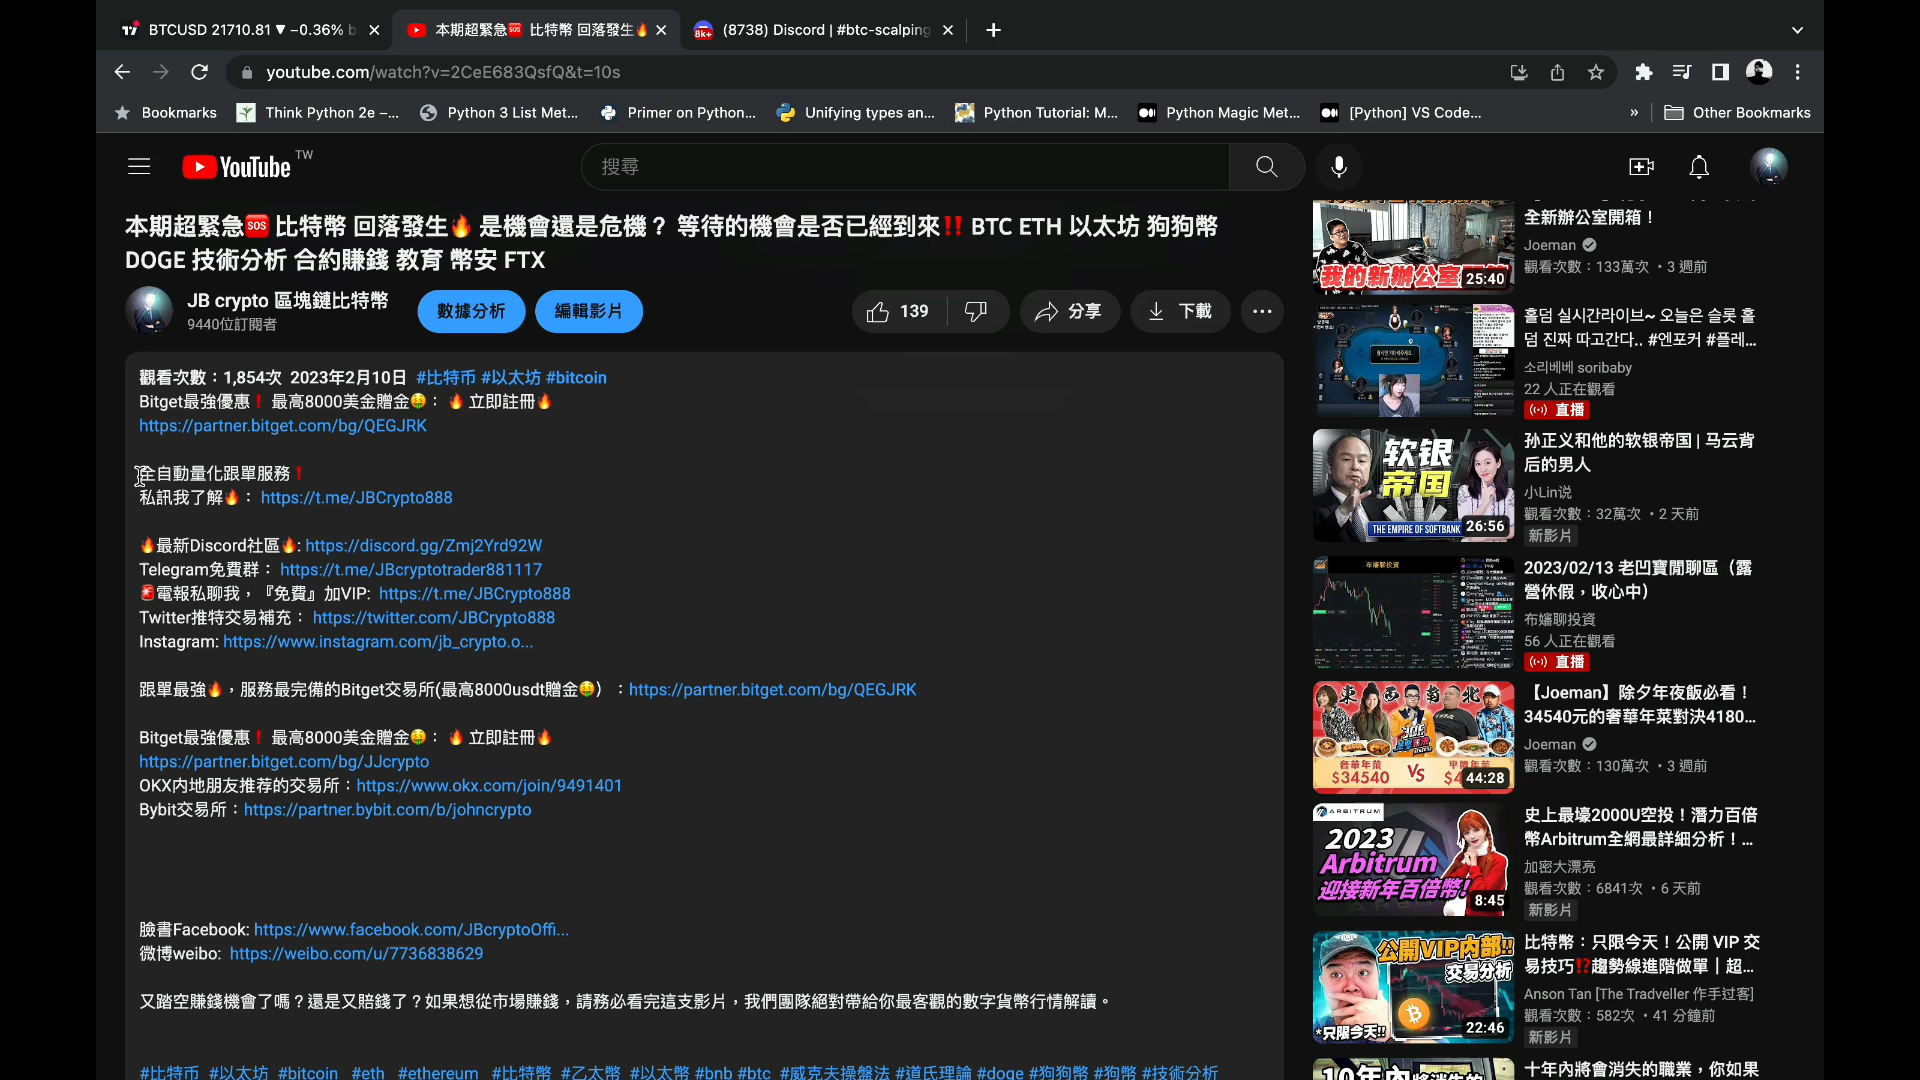 BTCUSD 21710.81 ▼ −0.36% b
本期超緊急🆘 比特幣 回落發生🔥
(8738) Discord | #btc-scalping
youtube.com/watch?v=2CeE683QsfQ&t=10s
Bookmarks
Think Python 2e –...
Python 3 List Met...
Primer on Python...
Unifying types an...
Python Tutorial: M...
Python Magic Met...
[Python] VS Code...
»
Other Bookmarks
YouTube TW
搜尋
本期超緊急🆘 比特幣 回落發生🔥 是機會還是危機？ 等待的機會是否已經到來‼️ BTC ETH 以太坊 狗狗幣
DOGE 技術分析 合約賺錢 教育 幣安 FTX
JB crypto 區塊鏈比特幣
9440位訂閱者
數據分析
編輯影片
139
分享
下載
觀看次數：1,854次 2023年2月10日 #比特币 #以太坊 #bitcoin
Bitget最強優惠❗ 最高8000美金贈金🤑： 🔥 立即註冊🔥
https://partner.bitget.com/bg/QEGJRK
全自動量化跟單服務❗
私訊我了解🔥： https://t.me/JBCrypto888
🔥最新Discord社區🔥: https://discord.gg/Zmj2Yrd92W
Telegram免費群： https://t.me/JBcryptotrader881117
🚨電報私聊我，『免費』加VIP: https://t.me/JBCrypto888
Twitter推特交易補充： https://twitter.com/JBCrypto888
Instagram: https://www.instagram.com/jb_crypto.o...
跟單最強🔥，服務最完備的Bitget交易所(最高8000usdt贈金🤑）：https://partner.bitget.com/bg/QEGJRK
Bitget最強優惠❗ 最高8000美金贈金🤑： 🔥 立即註冊🔥
https://partner.bitget.com/bg/JJcrypto
OKX内地朋友推荐的交易所：https://www.okx.com/join/9491401
Bybit交易所：https://partner.bybit.com/b/johncrypto
臉書Facebook: https://www.facebook.com/JBcryptoOffi...
微博weibo: https://weibo.com/u/7736838629
又踏空賺錢機會了嗎？還是又賠錢了？如果想從市場賺錢，請務必看完這支影片，我們團隊絕對帶給你最客觀的數字貨幣行情解讀。
#比特币 #以太坊 #bitcoin #eth #ethereum #比特幣 #乙太幣 #以太幣 #bnb #btc #威克夫操盤法 #道氏理論 #doge #狗狗幣 #狗幣 #技術分析
我的新辦公室開箱
25:40
全新辦公室開箱！
Joeman
觀看次數：133萬次 ・3 週前
홀덤 실시간라이브~ 오늘은 슬롯 홀
덤 진짜 따고간다.. #엔포커 #플레...
소리베베 soribaby
22 人正在觀看
直播
软银
帝国
THE EMPIRE OF SOFTBANK
26:56
孙正义和他的软银帝国 | 马云背
后的男人
小Lin说
觀看次數：32萬次 ・2 天前
新影片
布嬸聊投資
2023/02/13 老凹寶閒聊區（露
營休假，收心中）
布嬸聊投資
56 人正在觀看
直播
東 西 南 北
奢華年菜
$34540
VS
平價年菜
44:28
【Joeman】除夕年夜飯必看！
34540元的奢華年菜對決4180...
Joeman
觀看次數：130萬次 ・3 週前
ARBITRUM
2023
Arbitrum
迎接新年百倍幣!
8:45
史上最壕2000U空投！潛力百倍
幣Arbitrum全網最詳細分析！...
加密大漂亮
觀看次數：6841次 ・6 天前
新影片
公開VIP内部!!
交易分析
*只限今天!!
22:46
比特幣：只限今天！公開 VIP 交
易技巧⁉️趨勢線進階做單｜超...
Anson Tan [The Tradveller 作手过客]
觀看次數：582次 ・41 分鐘前
新影片
十年內將會消失的職業，你如果